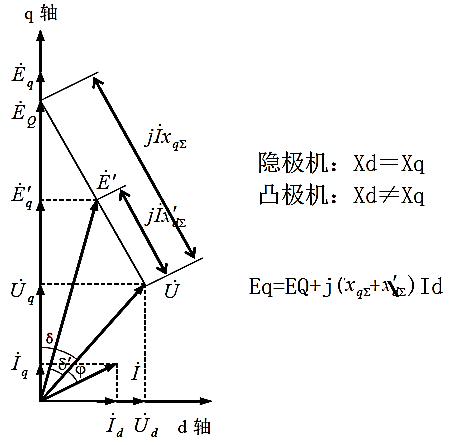 q 轴
Ė_q
Ė_Q
jİx_qΣ
Ė'
Ė'_q
jİx'_dΣ
U̇_q
U̇
δ
δ'
φ
İ_q
İ
İ_d
U̇_d
d 轴
隐极机: Xd＝Xq
凸极机: Xd≠Xq
Eq=EQ+j(x_qΣ+x'_Σ)Id